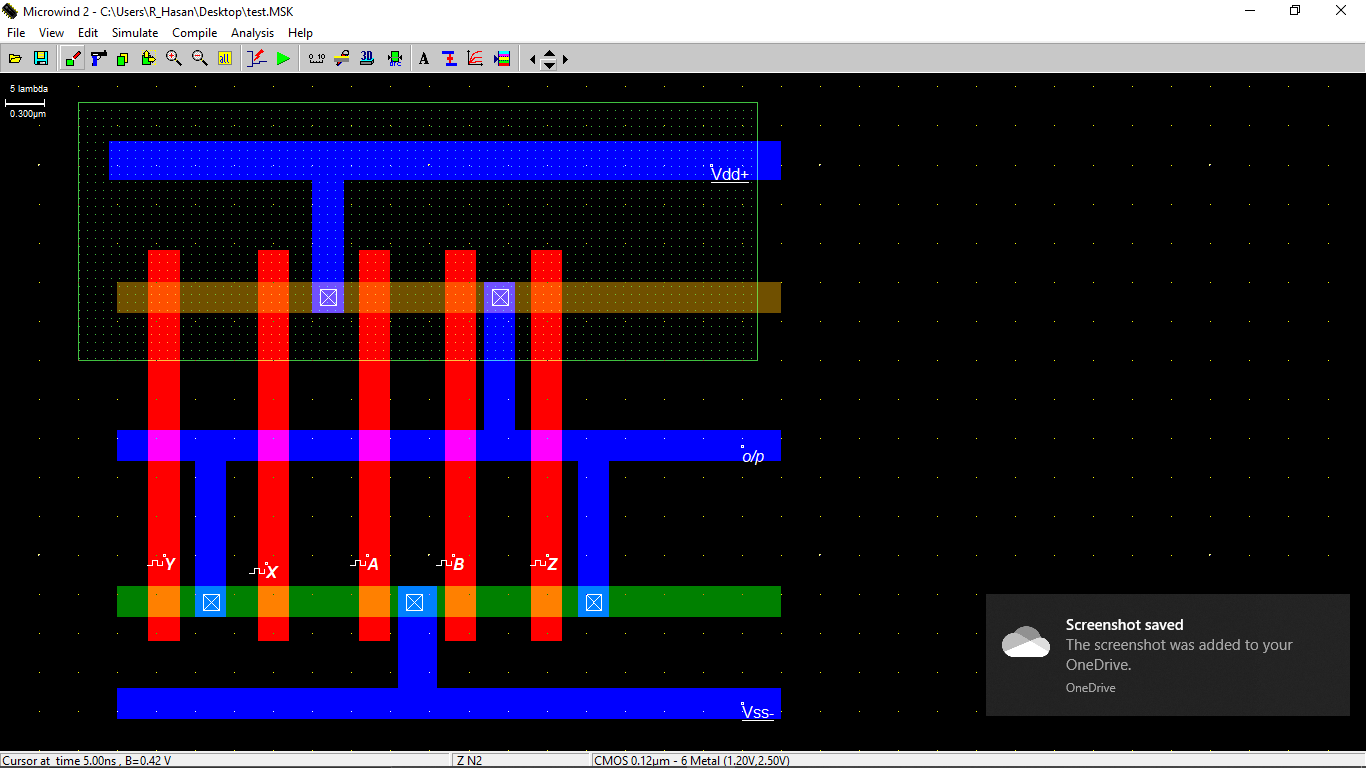 Microwind 2 - C:\Users\R_Hasan\Desktop\test.MSK
File View Edit Simulate Compile Analysis Help
5 lambda
0.300µm
Vdd+
o/p
Y X A B Z
Vss-
Screenshot saved
The screenshot was added to your
OneDrive.
OneDrive
Cursor at time 5.00ns , B=0.42 V Z N2 CMOS 0.12µm - 6 Metal (1.20V,2.50V)